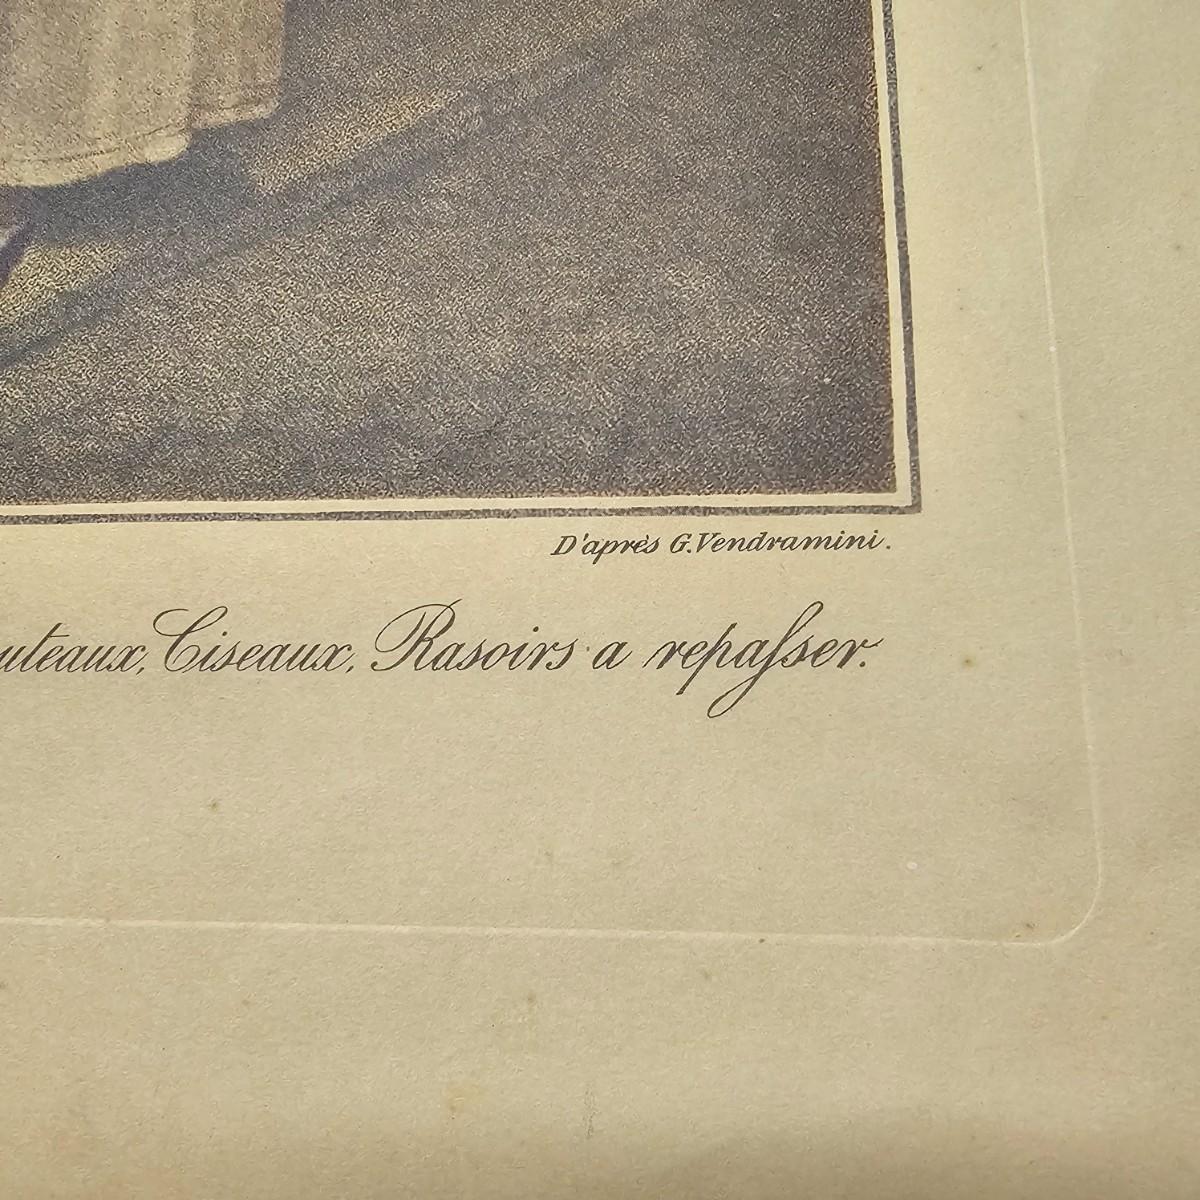 D'après G.Vendramini.
uteaux, Ciseaux, Rasoirs a repaſser.